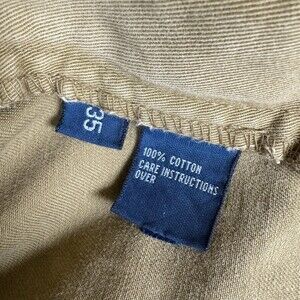 35
100% COTTON
CARE INSTRUCTIONS
OVER